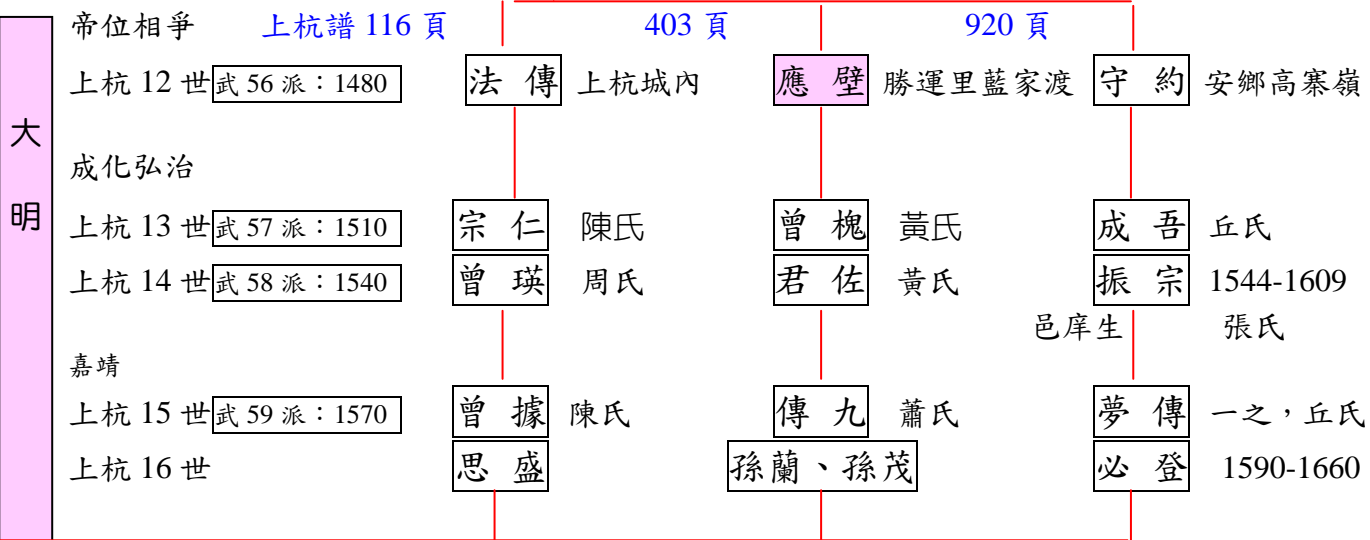 大明
帝位相爭 上杭譜 116 頁 403 頁 920 頁
上杭 12 世 武 56 派：1480 法傳 上杭城內 應壁 勝運里藍家渡 守約 安鄉高寨嶺
成化弘治
上杭 13 世 武 57 派：1510 宗仁 陳氏 曾槐 黃氏 成吾 丘氏
上杭 14 世 武 58 派：1540 曾瑛 周氏 君佐 黃氏 振宗 1544-1609
邑庠生 張氏
嘉靖
上杭 15 世 武 59 派：1570 曾據 陳氏 傳九 蕭氏 夢傳 一之，丘氏
上杭 16 世 思盛 孫蘭、孫茂 必登 1590-1660